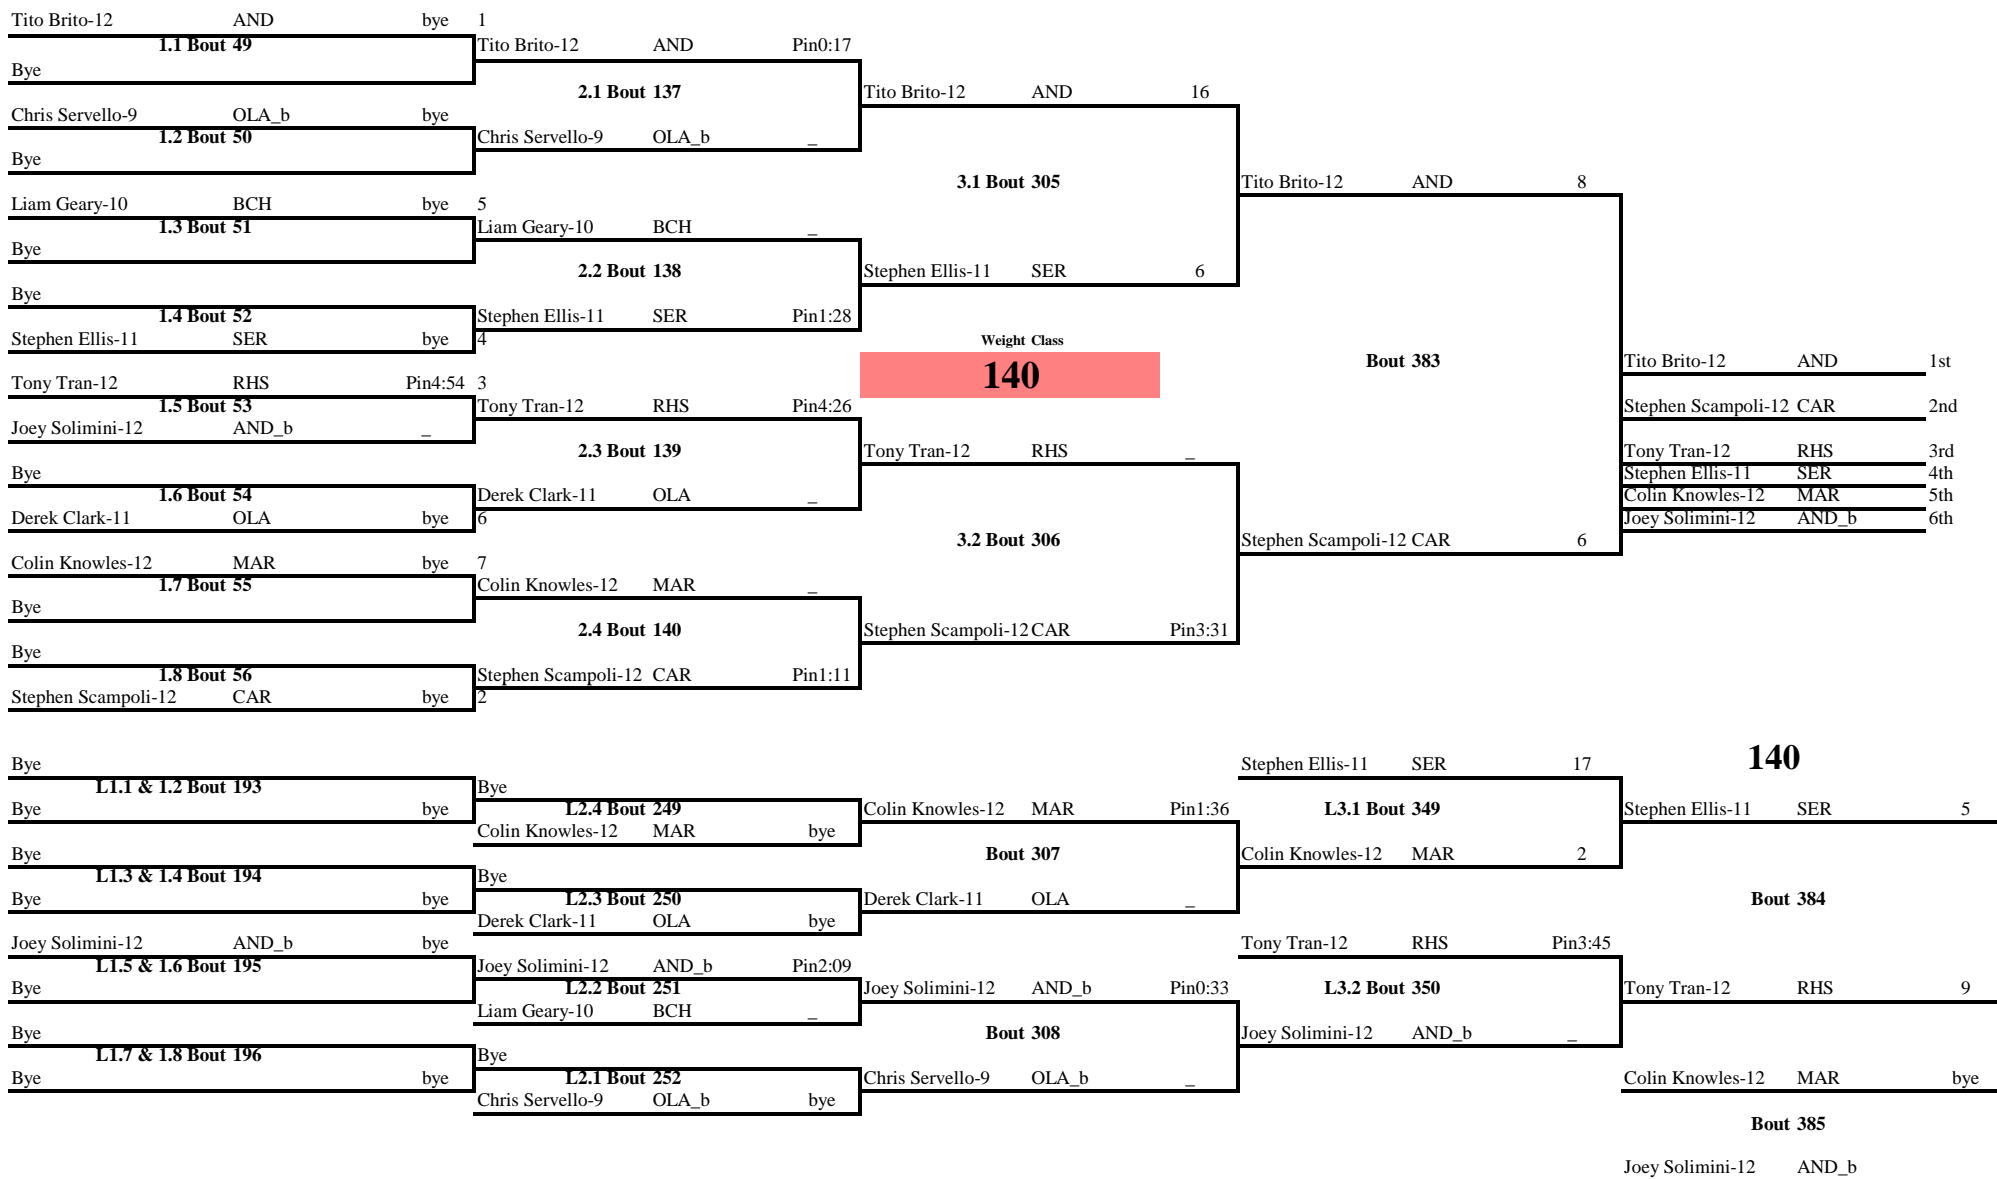 Tito Brito-12 AND bye 1
1.1 Bout 49
Bye
Chris Servello-9 OLA_b bye
1.2 Bout 50
Bye
Liam Geary-10 BCH bye 5
1.3 Bout 51
Bye
Bye
1.4 Bout 52
Stephen Ellis-11 SER bye 4
Tony Tran-12 RHS Pin4:54 3
1.5 Bout 53
Joey Solimini-12 AND_b _
Bye
1.6 Bout 54
Derek Clark-11 OLA bye 6
Colin Knowles-12 MAR bye 7
1.7 Bout 55
Bye
Bye
1.8 Bout 56
Stephen Scampoli-12 CAR bye 2
Tito Brito-12 AND Pin0:17
2.1 Bout 137
Chris Servello-9 OLA_b _
Liam Geary-10 BCH _
2.2 Bout 138
Stephen Ellis-11 SER Pin1:28
Tony Tran-12 RHS Pin4:26
2.3 Bout 139
Derek Clark-11 OLA _
Colin Knowles-12 MAR _
2.4 Bout 140
Stephen Scampoli-12 CAR Pin1:11
Tito Brito-12 AND 16
3.1 Bout 305
Stephen Ellis-11 SER 6
Weight Class
140
Tony Tran-12 RHS _
3.2 Bout 306
Stephen Scampoli-12 CAR Pin3:31
Tito Brito-12 AND 8
Bout 383
Stephen Scampoli-12 CAR 6
Tito Brito-12 AND 1st
Stephen Scampoli-12 CAR 2nd
Tony Tran-12 RHS 3rd
Stephen Ellis-11 SER 4th
Colin Knowles-12 MAR 5th
Joey Solimini-12 AND_b 6th
Bye
L1.1 & 1.2 Bout 193
Bye bye
Bye
L1.3 & 1.4 Bout 194
Bye bye
Joey Solimini-12 AND_b bye
L1.5 & 1.6 Bout 195
Bye
Bye
L1.7 & 1.8 Bout 196
Bye bye
Bye
L2.4 Bout 249
Colin Knowles-12 MAR bye
Bye
L2.3 Bout 250
Derek Clark-11 OLA bye
Joey Solimini-12 AND_b Pin2:09
L2.2 Bout 251
Liam Geary-10 BCH _
Bye
L2.1 Bout 252
Chris Servello-9 OLA_b bye
Colin Knowles-12 MAR Pin1:36
Bout 307
Derek Clark-11 OLA _
Joey Solimini-12 AND_b Pin0:33
Bout 308
Chris Servello-9 OLA_b _
Stephen Ellis-11 SER 17
L3.1 Bout 349
Colin Knowles-12 MAR 2
Tony Tran-12 RHS Pin3:45
L3.2 Bout 350
Joey Solimini-12 AND_b _
140
Stephen Ellis-11 SER 5
Bout 384
Tony Tran-12 RHS 9
Colin Knowles-12 MAR bye
Bout 385
Joey Solimini-12 AND_b